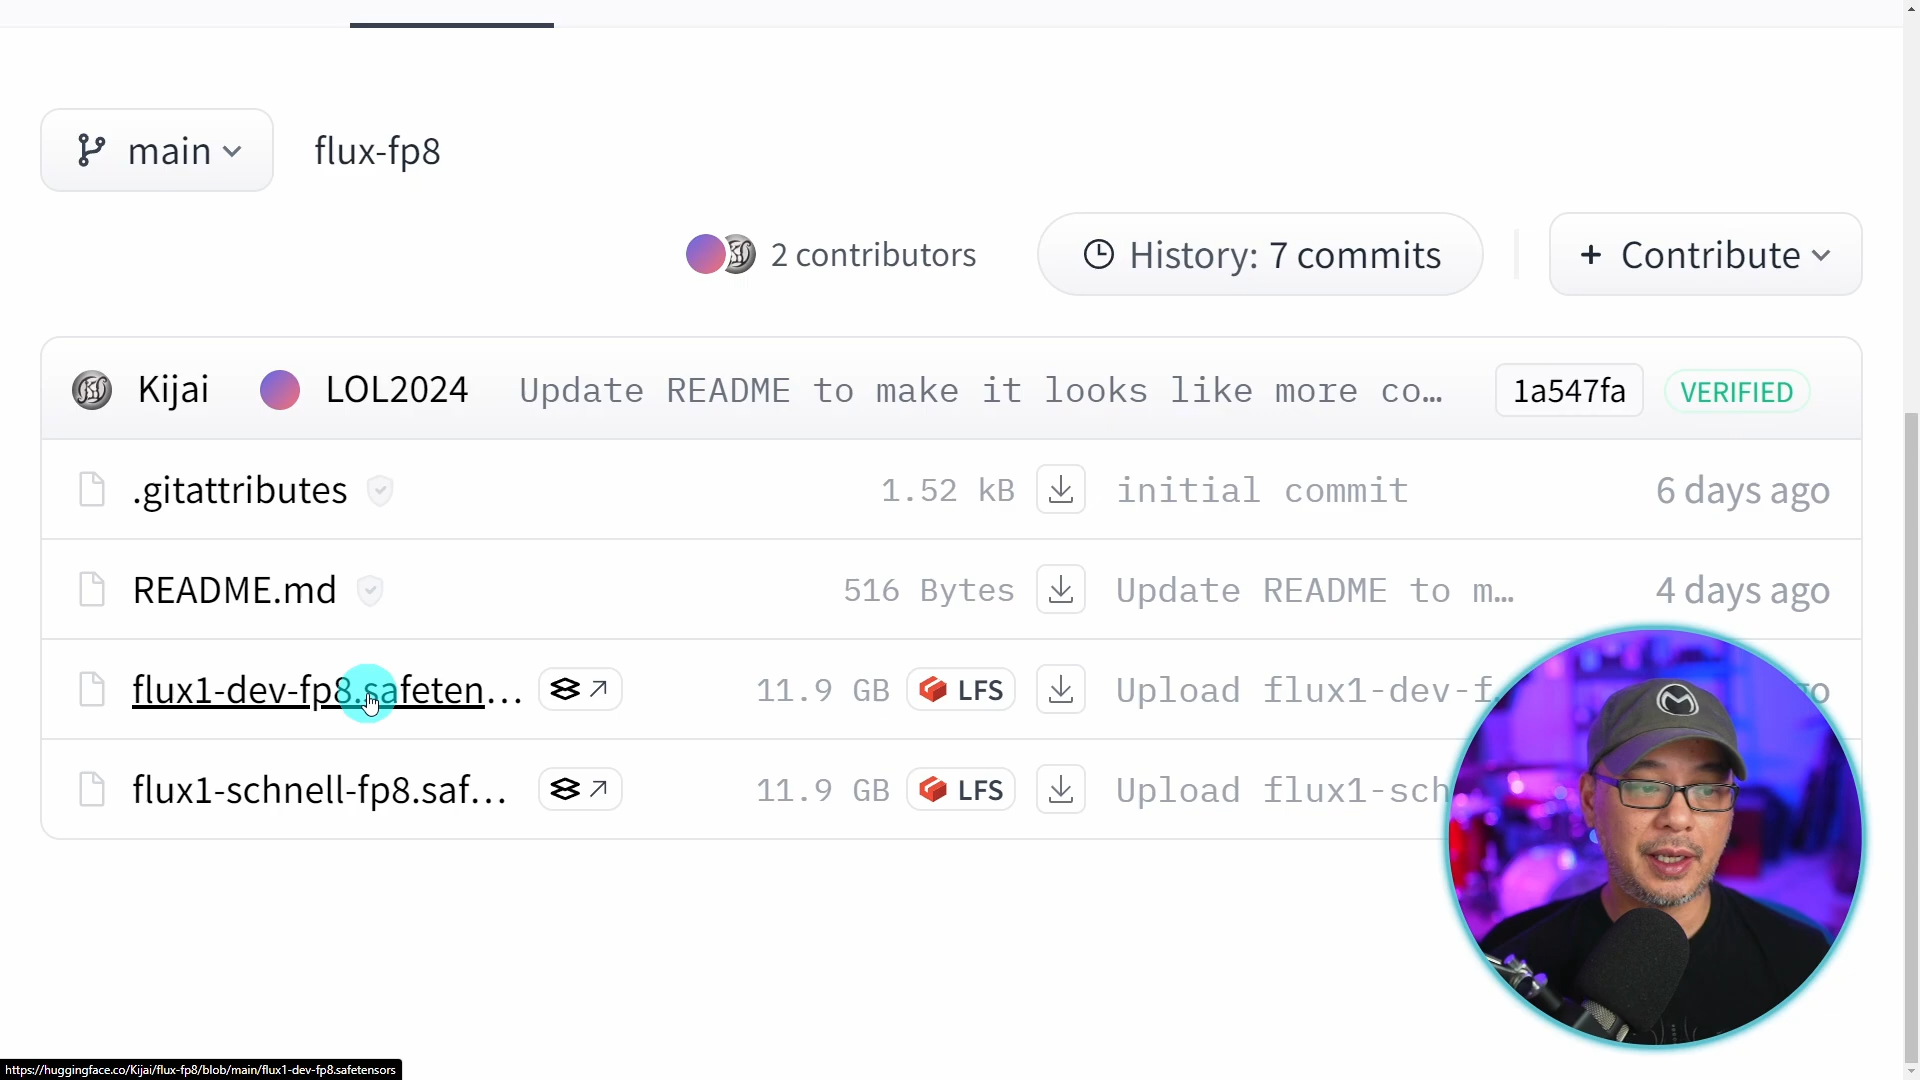 main flux-fp8
2 contributors History: 7 commits + Contribute
Kijai LOL2024 Update README to make it looks like more co… 1a547fa VERIFIED
.gitattributes 1.52 kB initial commit 6 days ago
README.md 516 Bytes Update README to m… 4 days ago
flux1-dev-fp8.safeten… 11.9 GB LFS Upload flux1-dev-f
flux1-schnell-fp8.saf… 11.9 GB LFS Upload flux1-sch
https://huggingface.co/Kijai/flux-fp8/blob/main/flux1-dev-fp8.safetensors